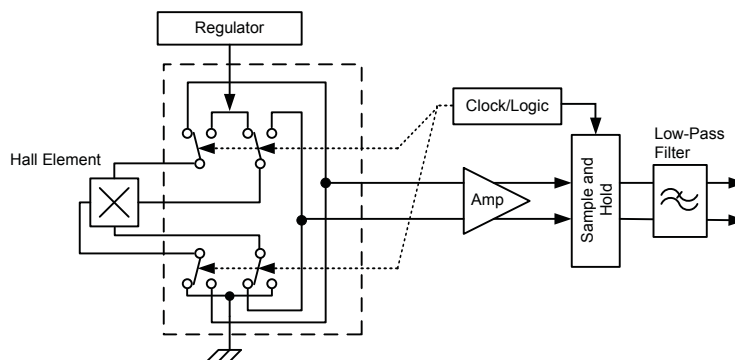 Regulator
Clock/Logic
Low-Pass
Filter
Hall Element
Amp
Sample and
Hold